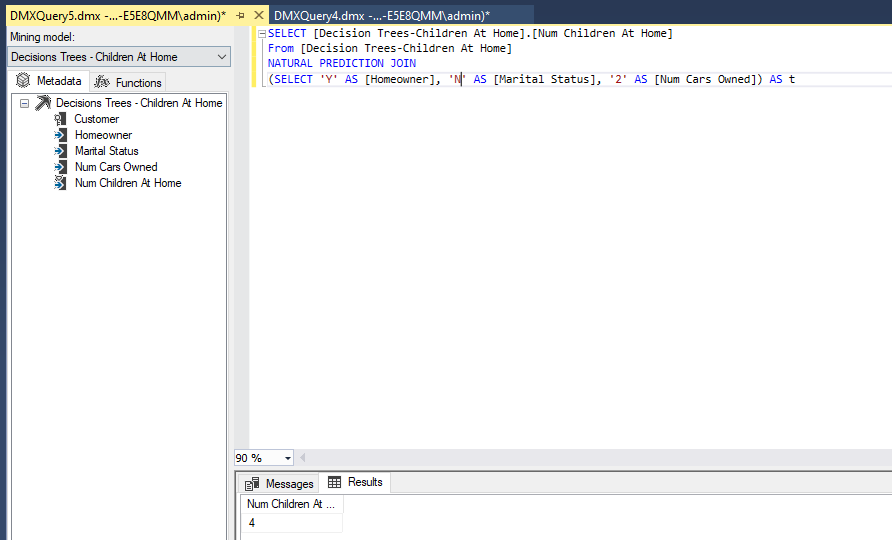 DMXQuery5.dmx -...-E5E8QMM\admin)*
DMXQuery4.dmx -...-E5E8QMM\admin)*
Mining model:
Decisions Trees - Children At Home
Metadata
Functions
Decisions Trees - Children At Home
Customer
Homeowner
Marital Status
Num Cars Owned
Num Children At Home
SELECT [Decision Trees-Children At Home].[Num Children At Home]
From [Decision Trees-Children At Home]
NATURAL PREDICTION JOIN
(SELECT 'Y' AS [Homeowner], 'N' AS [Marital Status], '2' AS [Num Cars Owned]) AS t
90 %
Messages
Results
Num Children At ...
4